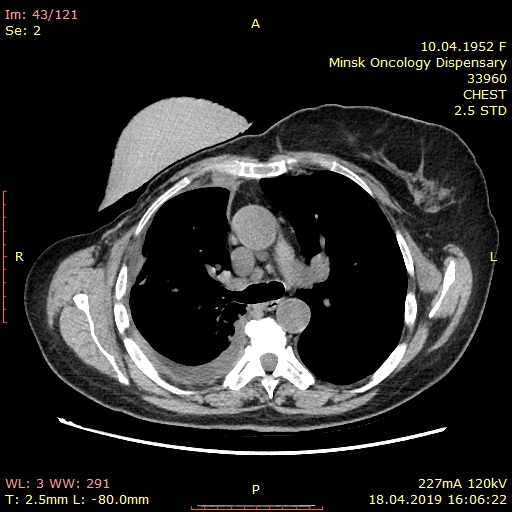 Im: 43/121
Se: 2
A
10.04.1952 F
Minsk Oncology Dispensary
33960
CHEST
2.5 STD
R
L
WL: 3 WW: 291
T: 2.5mm L: -80.0mm
P
227mA 120kV
18.04.2019 16:06:22